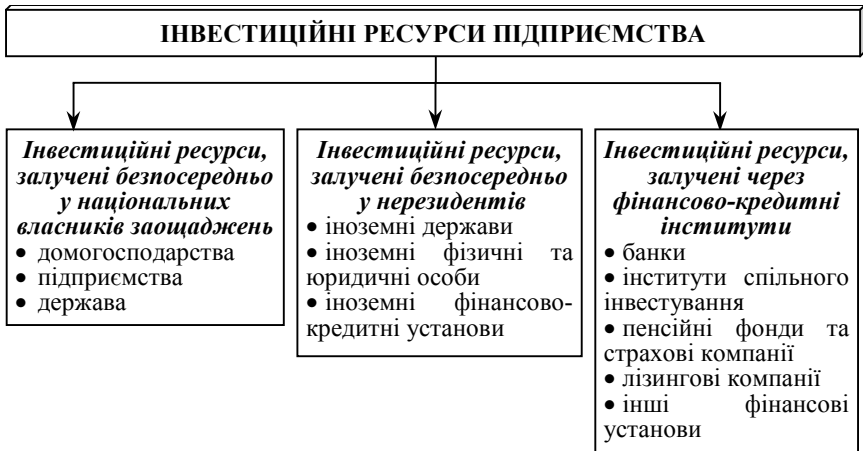 ІНВЕСТИЦІЙНІ РЕСУРСИ ПІДПРИЄМСТВА
Інвестиційні ресурси,
залучені безпосередньо
у національних
власників заощаджень
• домогосподарства
• підприємства
• держава
Інвестиційні ресурси,
залучені безпосередньо
у нерезидентів
• іноземні держави
• іноземні фізичні та
юридичні особи
• іноземні фінансово-
кредитні установи
Інвестиційні ресурси,
залучені через
фінансово-кредитні
інститути
• банки
• інститути спільного
інвестування
• пенсійні фонди та
страхові компанії
• лізингові компанії
• інші фінансові
установи